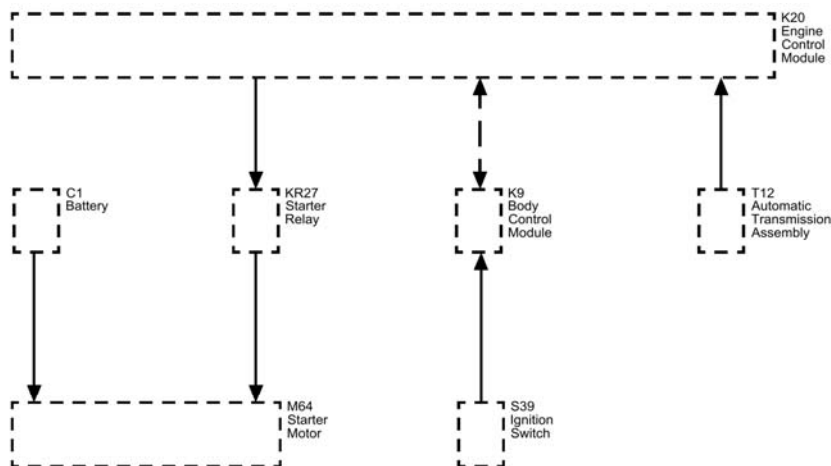 K20
Engine
Control
Module
C1
Battery
KR27
Starter
Relay
K9
Body
Control
Module
T12
Automatic
Transmission
Assembly
M64
Starter
Motor
S39
Ignition
Switch